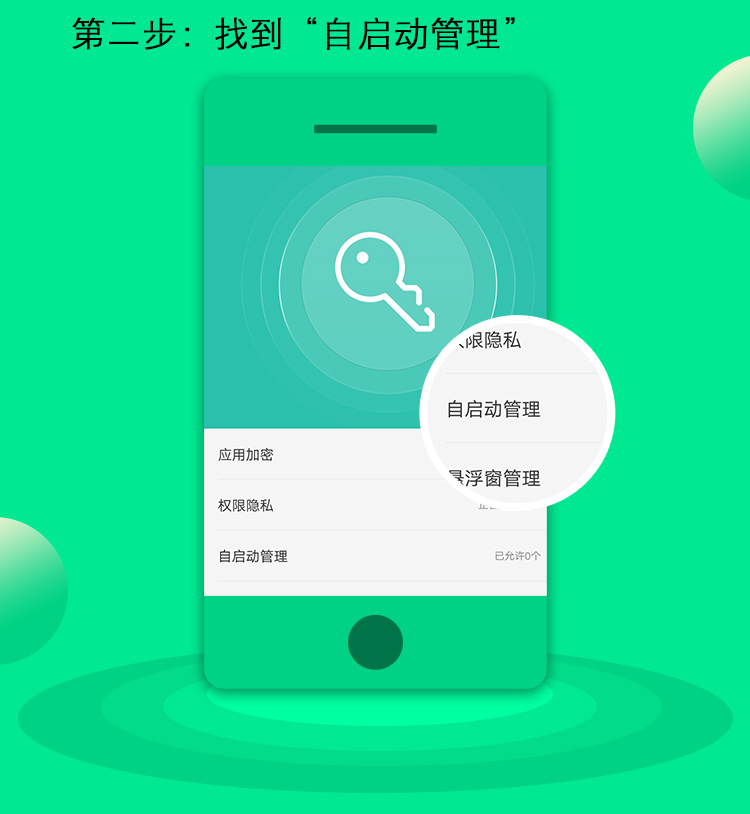 第二步：找到“自启动管理”
限隐私
自启动管理
浮窗管理
应用加密
权限隐私
自启动管理 已允许0个